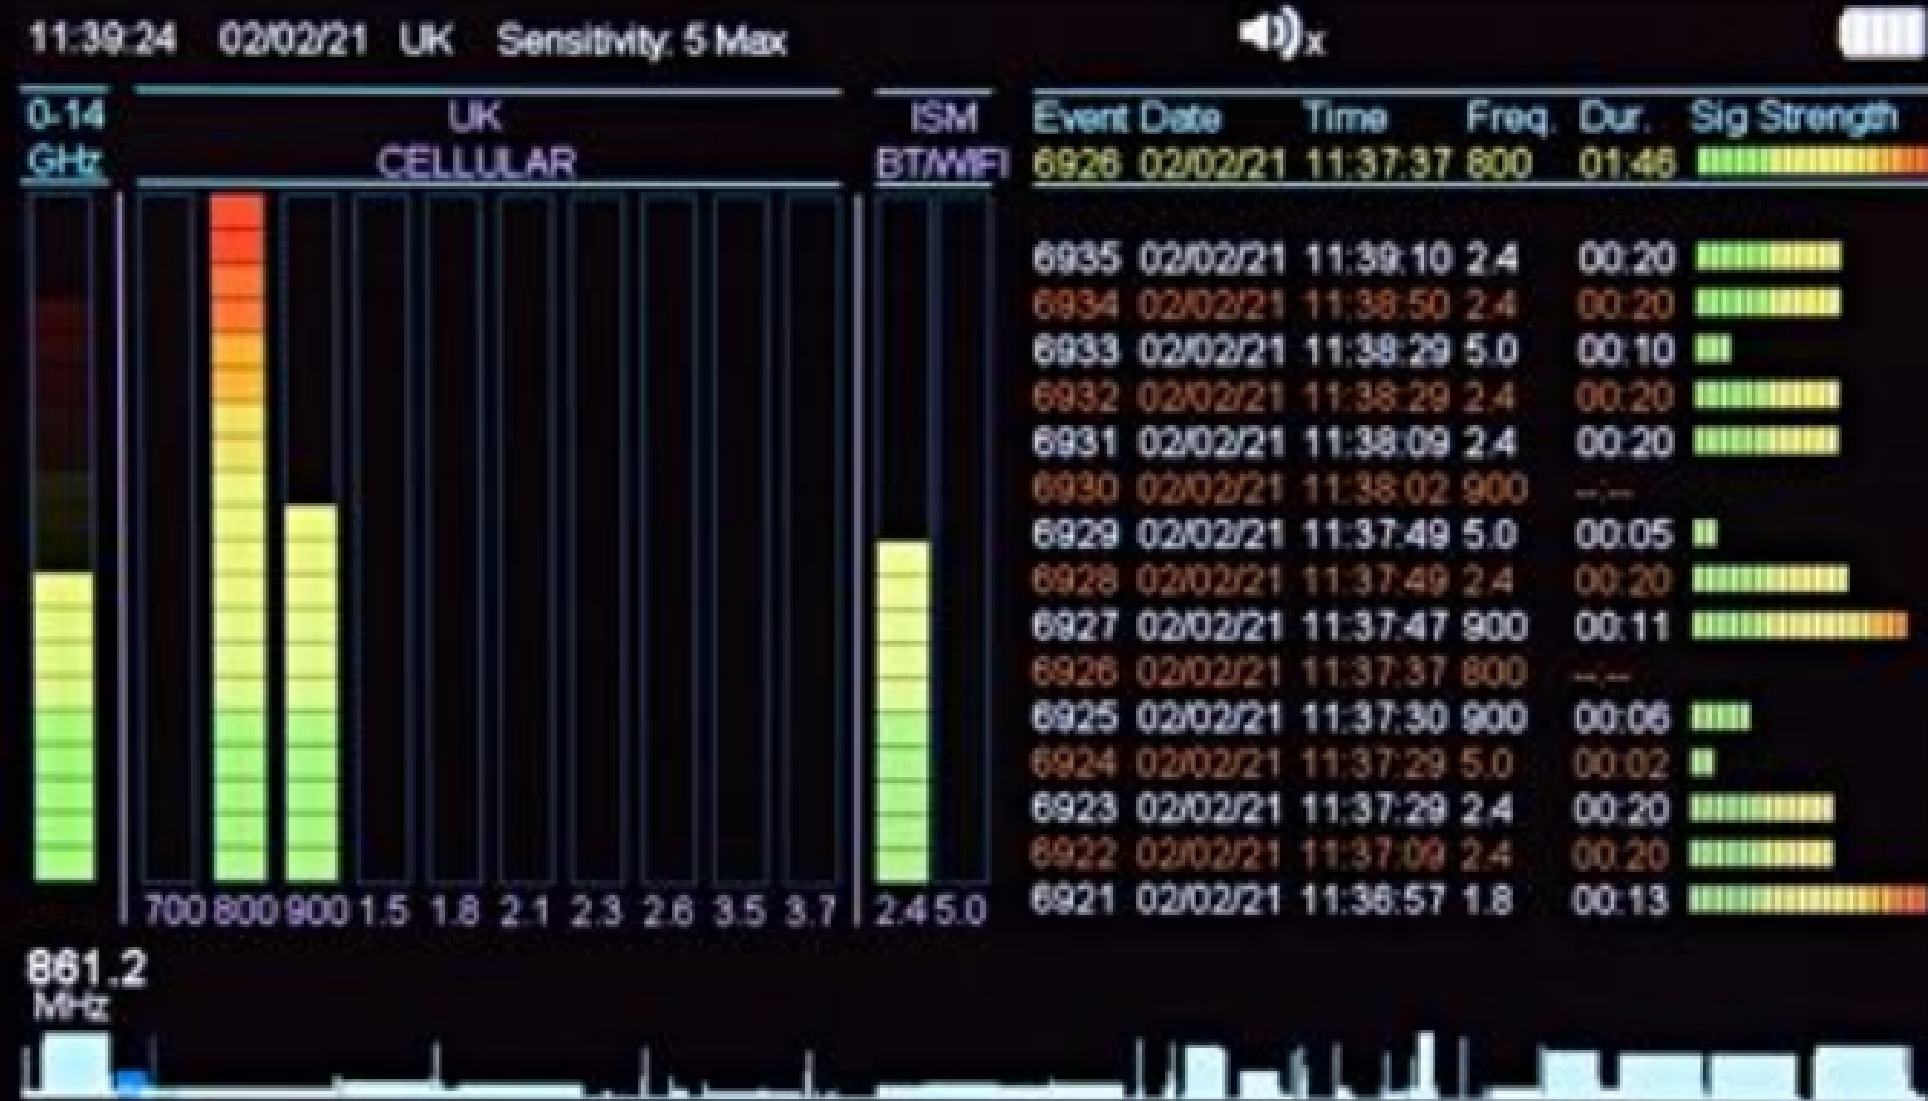 11:39:24 02/02/21 UK Sensitivity: 5 Max x
0-14 GHz
UK CELLULAR
ISM BT/WIFI
Event Date Time Freq. Dur. Sig Strength
6926 02/02/21 11:37:37 800 01:46
6935 02/02/21 11:39:10 2.4 00:20
6934 02/02/21 11:38:50 2.4 00:20
6933 02/02/21 11:38:29 5.0 00:10
6932 02/02/21 11:38:29 2.4 00:20
6931 02/02/21 11:38:09 2.4 00:20
6930 02/02/21 11:38:02 900 --:--
6929 02/02/21 11:37:49 5.0 00:05
6928 02/02/21 11:37:49 2.4 00:20
6927 02/02/21 11:37:47 900 00:11
6926 02/02/21 11:37:37 800 --:--
6925 02/02/21 11:37:30 900 00:06
6924 02/02/21 11:37:29 5.0 00:02
6923 02/02/21 11:37:29 2.4 00:20
6922 02/02/21 11:37:09 2.4 00:20
6921 02/02/21 11:36:57 1.8 00:13
700 800 900 1.5 1.8 2.1 2.3 2.6 3.5 3.7 2.4 5.0
861.2
MHz